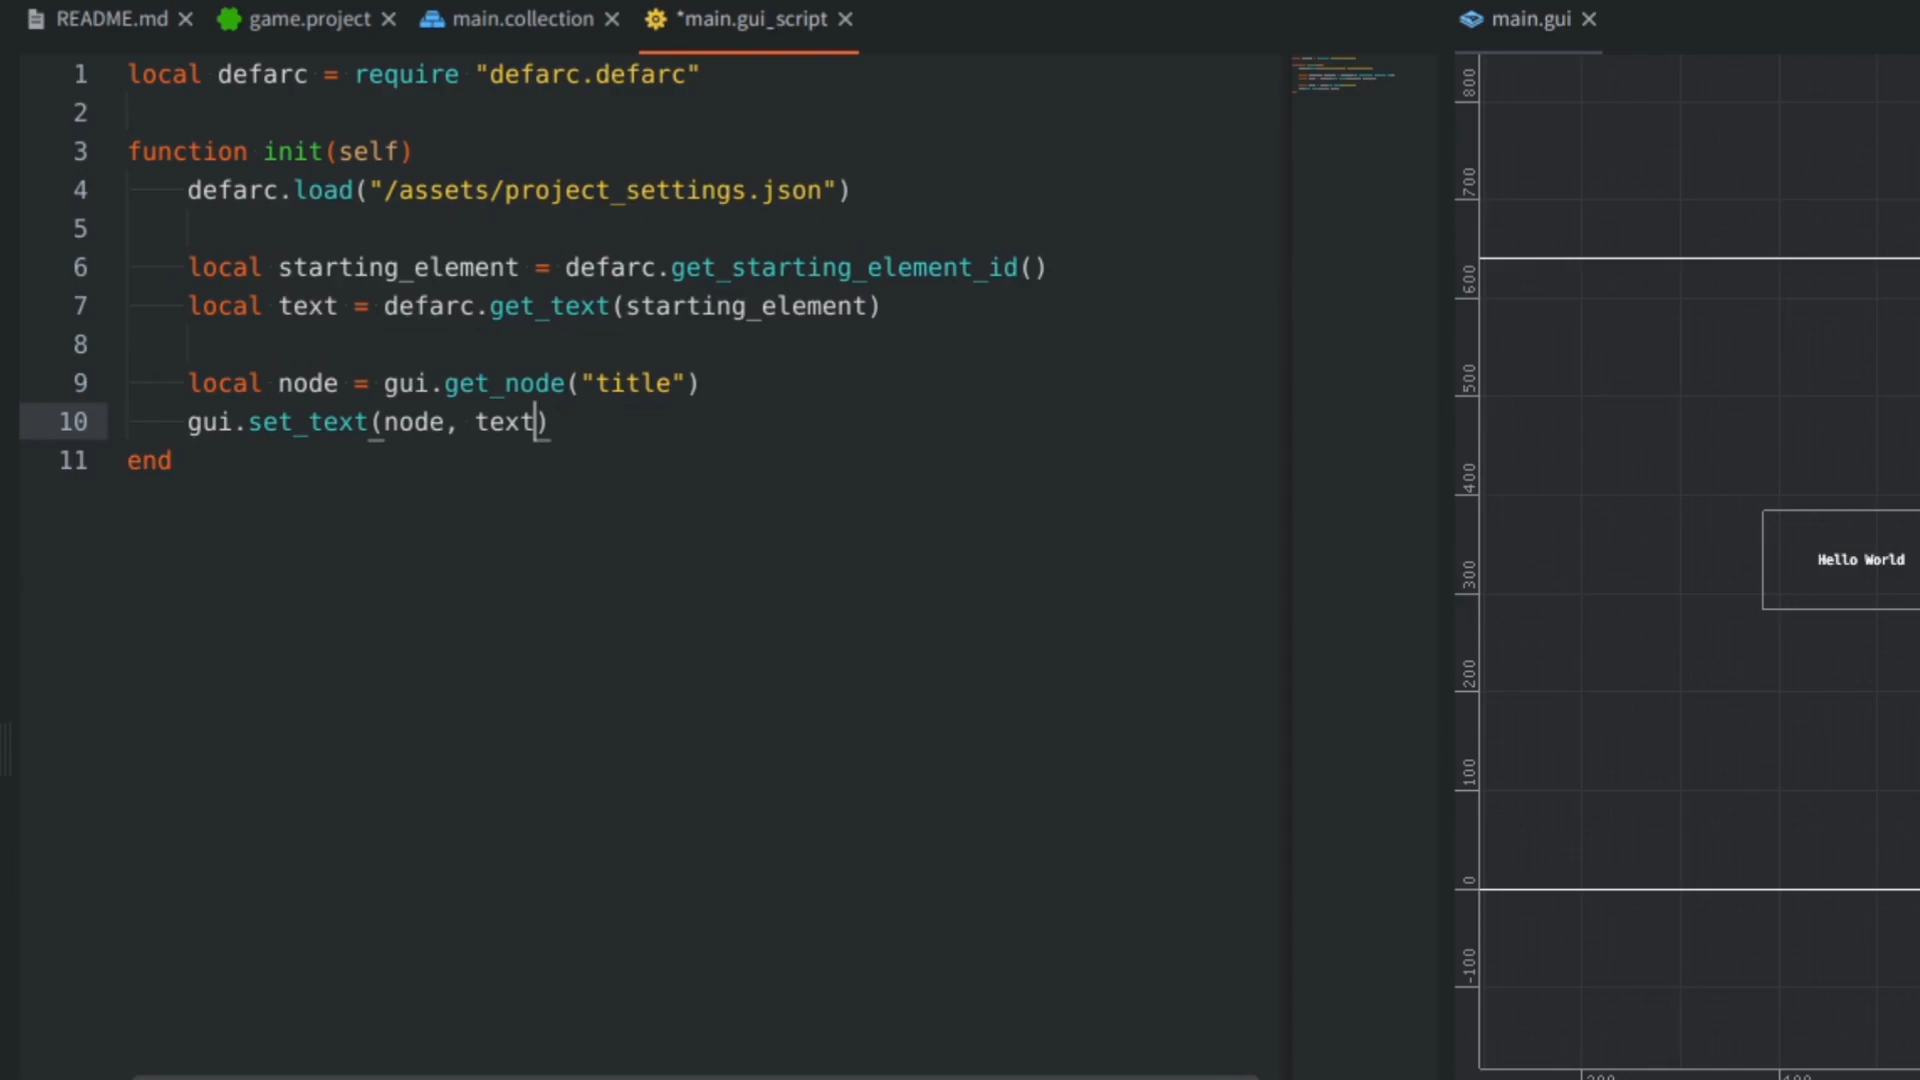 README.md game.project main.collection *main.gui_script main.gui
1 local defarc = require "defarc.defarc"
2
3 function init(self)
4 defarc.load("/assets/project_settings.json")
5
6 local starting_element = defarc.get_starting_element_id()
7 local text = defarc.get_text(starting_element)
8
9 local node = gui.get_node("title")
10 gui.set_text(node, text)
11 end
800
700
600
500
400
300
200
100
0
-100
Hello World